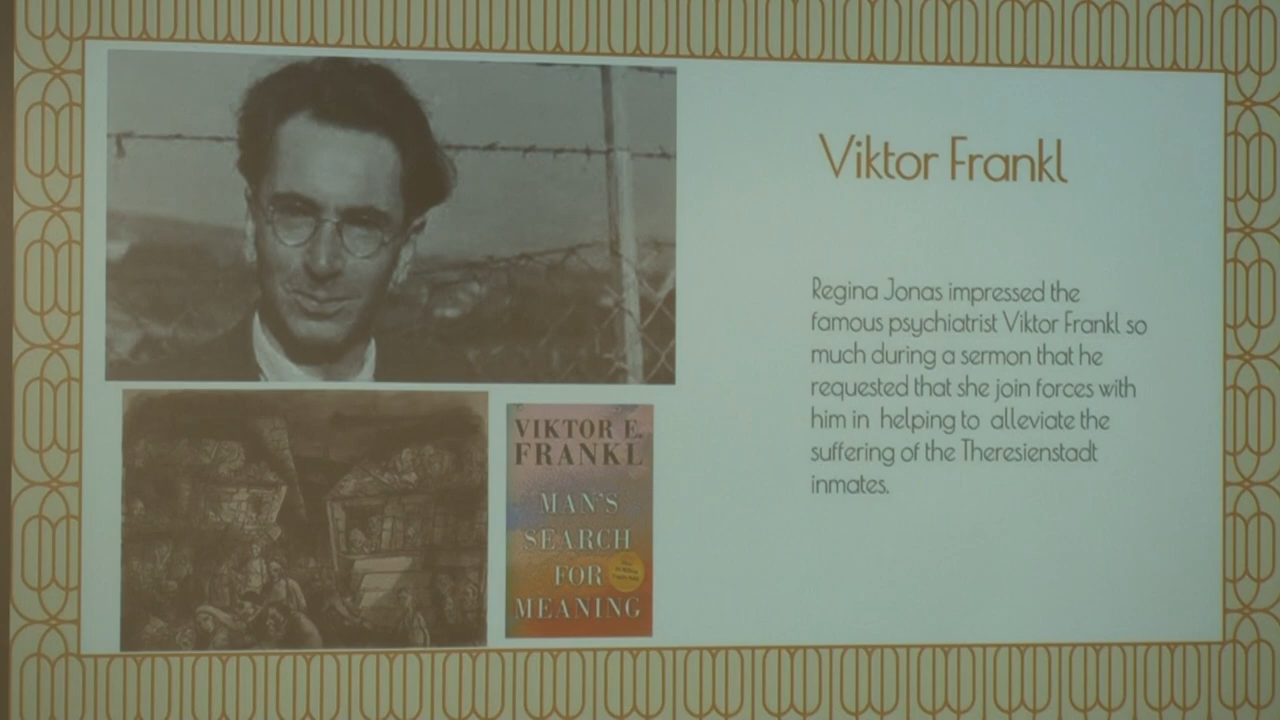 Viktor Frankl
Regina Jonas impressed the
famous psychiatrist Viktor Frankl so
much during a sermon that he
requested that she join forces with
him in helping to alleviate the
suffering of the Theresienstadt
inmates.
VIKTOR E.
FRANKL
MAN'S
SEARCH
FOR
MEANING